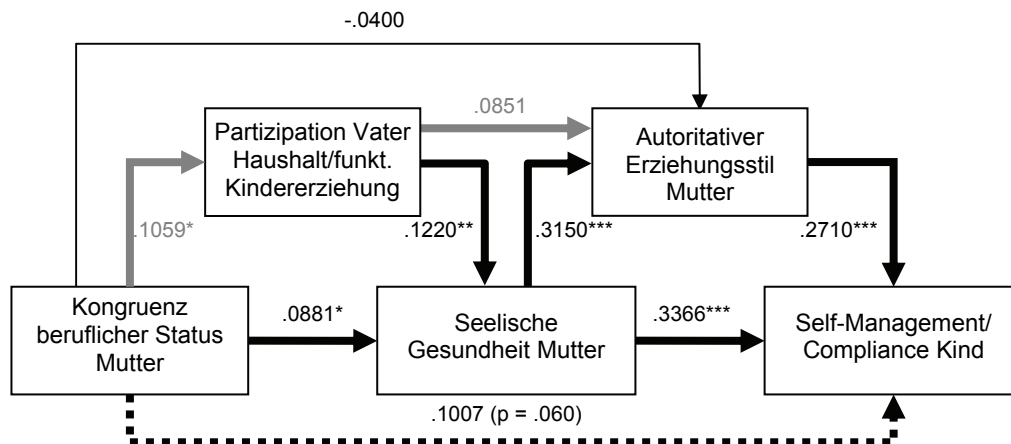 -.0400
.0851
Partizipation Vater
Haushalt/funkt.
Kindererziehung
Autoritativer
Erziehungsstil
Mutter
.1059*
.1220**
.3150***
.2710***
Kongruenz
beruflicher Status
Mutter
.0881*
Seelische
Gesundheit Mutter
.3366***
Self-Management/
Compliance Kind
.1007 (p = .060)